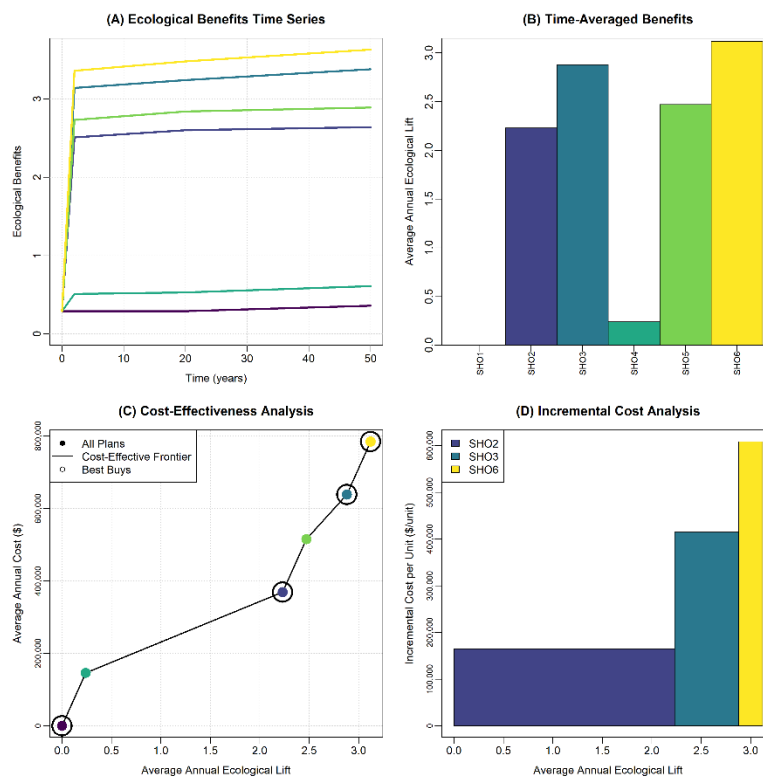 (A) Ecological Benefits Time Series
Ecological Benefits
3
2
1
0
0 10 20 30 40 50
Time (years)
(B) Time-Averaged Benefits
Average Annual Ecological Lift
3.0
2.5
2.0
1.5
1.0
0.5
0.0
SHO1 SHO2 SHO3 SHO4 SHO5 SHO6
(C) Cost-Effectiveness Analysis
All Plans
Cost-Effective Frontier
Best Buys
Average Annual Cost ($)
800,000
600,000
400,000
200,000
0
0.0 0.5 1.0 1.5 2.0 2.5 3.0
Average Annual Ecological Lift
(D) Incremental Cost Analysis
SHO2
SHO3
SHO6
Incremental Cost per Unit ($/unit)
600,000
500,000
400,000
300,000
200,000
100,000
0
0.0 0.5 1.0 1.5 2.0 2.5 3.0
Average Annual Ecological Lift